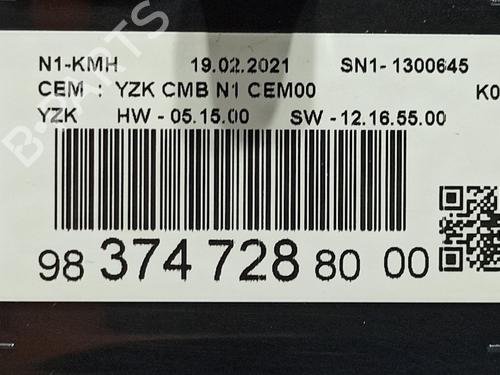 N1-KMH 19.02.2021 SN1- 1300645
CEM : YZK CMB N1 CEM00 K0
YZK HW - 05.15.00 SW - 12.16.55.00
98 374 728 80 00
B-PARTS